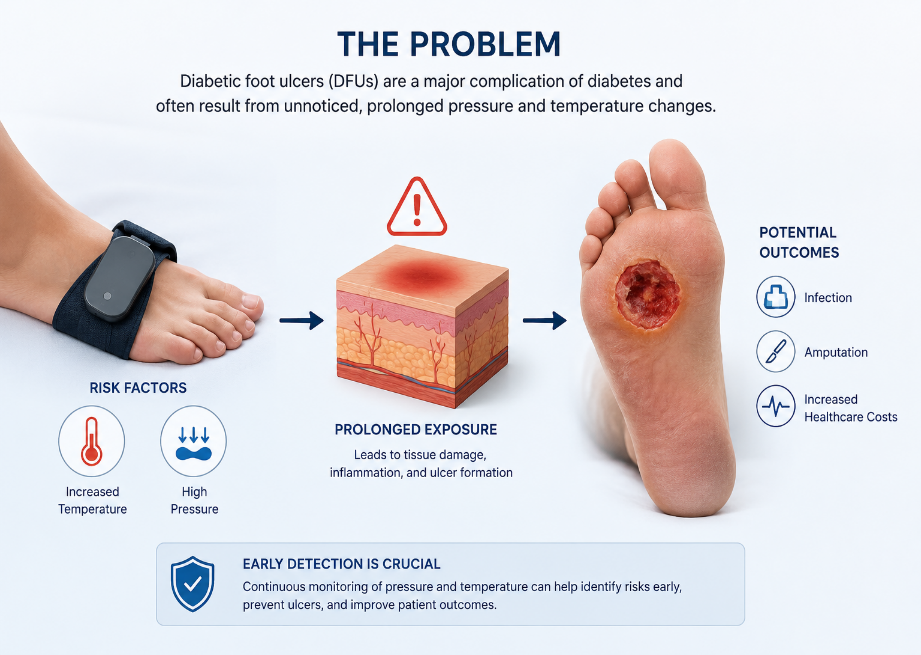 THE PROBLEM
Diabetic foot ulcers (DFUs) are a major complication of diabetes and
often result from unnoticed, prolonged pressure and temperature changes.
RISK FACTORS
Increased
Temperature
High
Pressure
PROLONGED EXPOSURE
Leads to tissue damage,
inflammation, and ulcer formation
POTENTIAL
OUTCOMES
Infection
Amputation
Increased
Healthcare Costs
EARLY DETECTION IS CRUCIAL
Continuous monitoring of pressure and temperature can help identify risks early,
prevent ulcers, and improve patient outcomes.